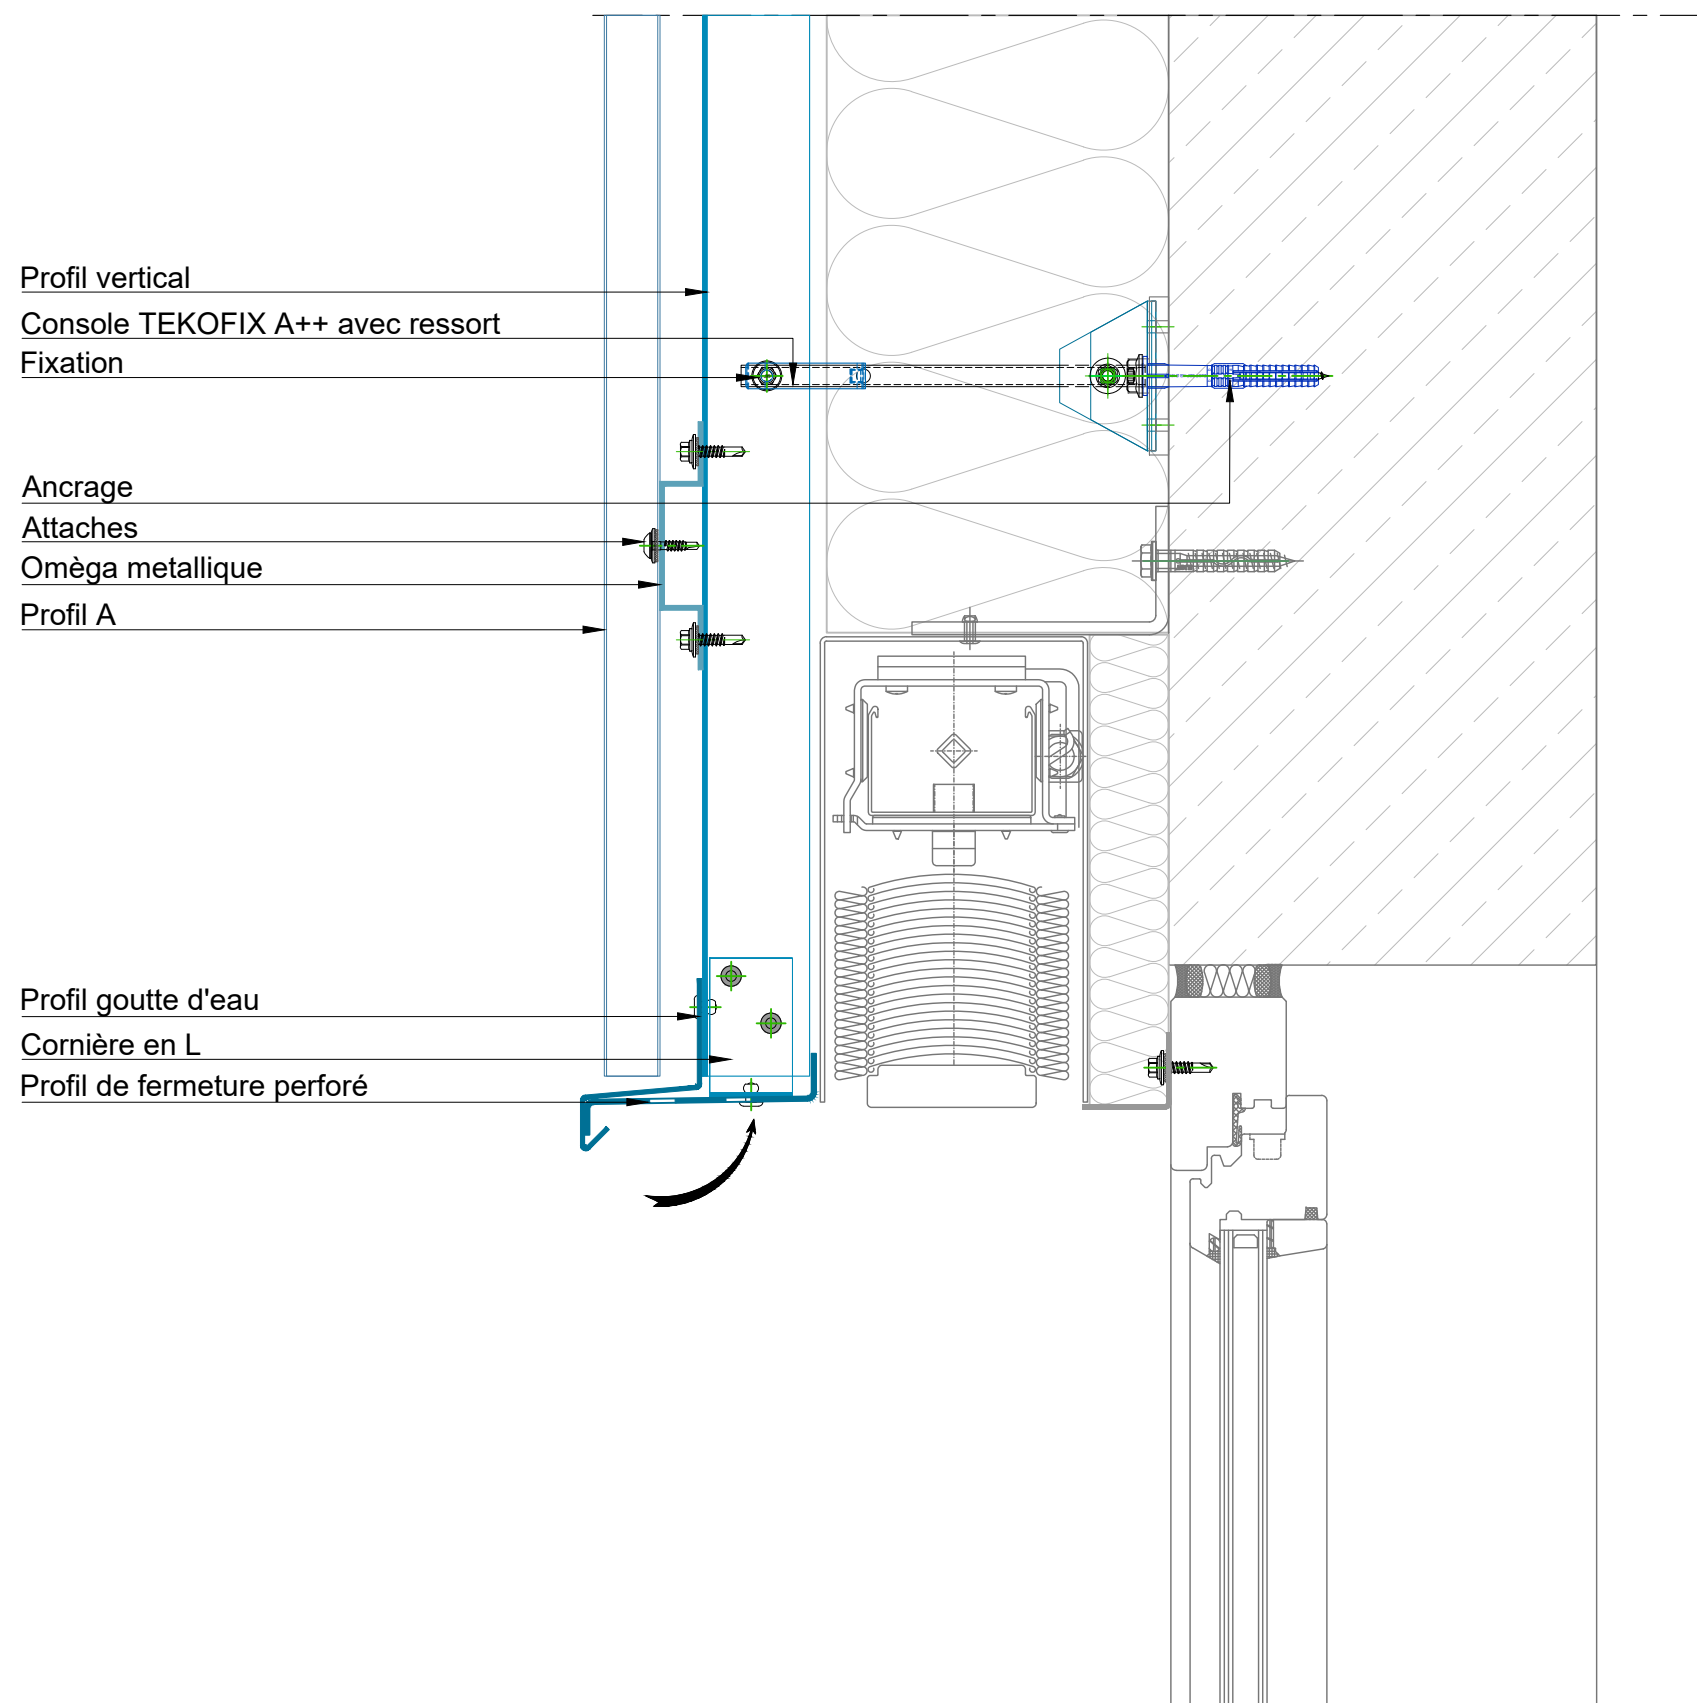 Profil vertical
Console TEKOFIX A++ avec ressort
Fixation
Ancrage
Attaches
Omèga metallique
Profil A
Profil goutte d'eau
Cornière en L
Profil de fermeture perforé